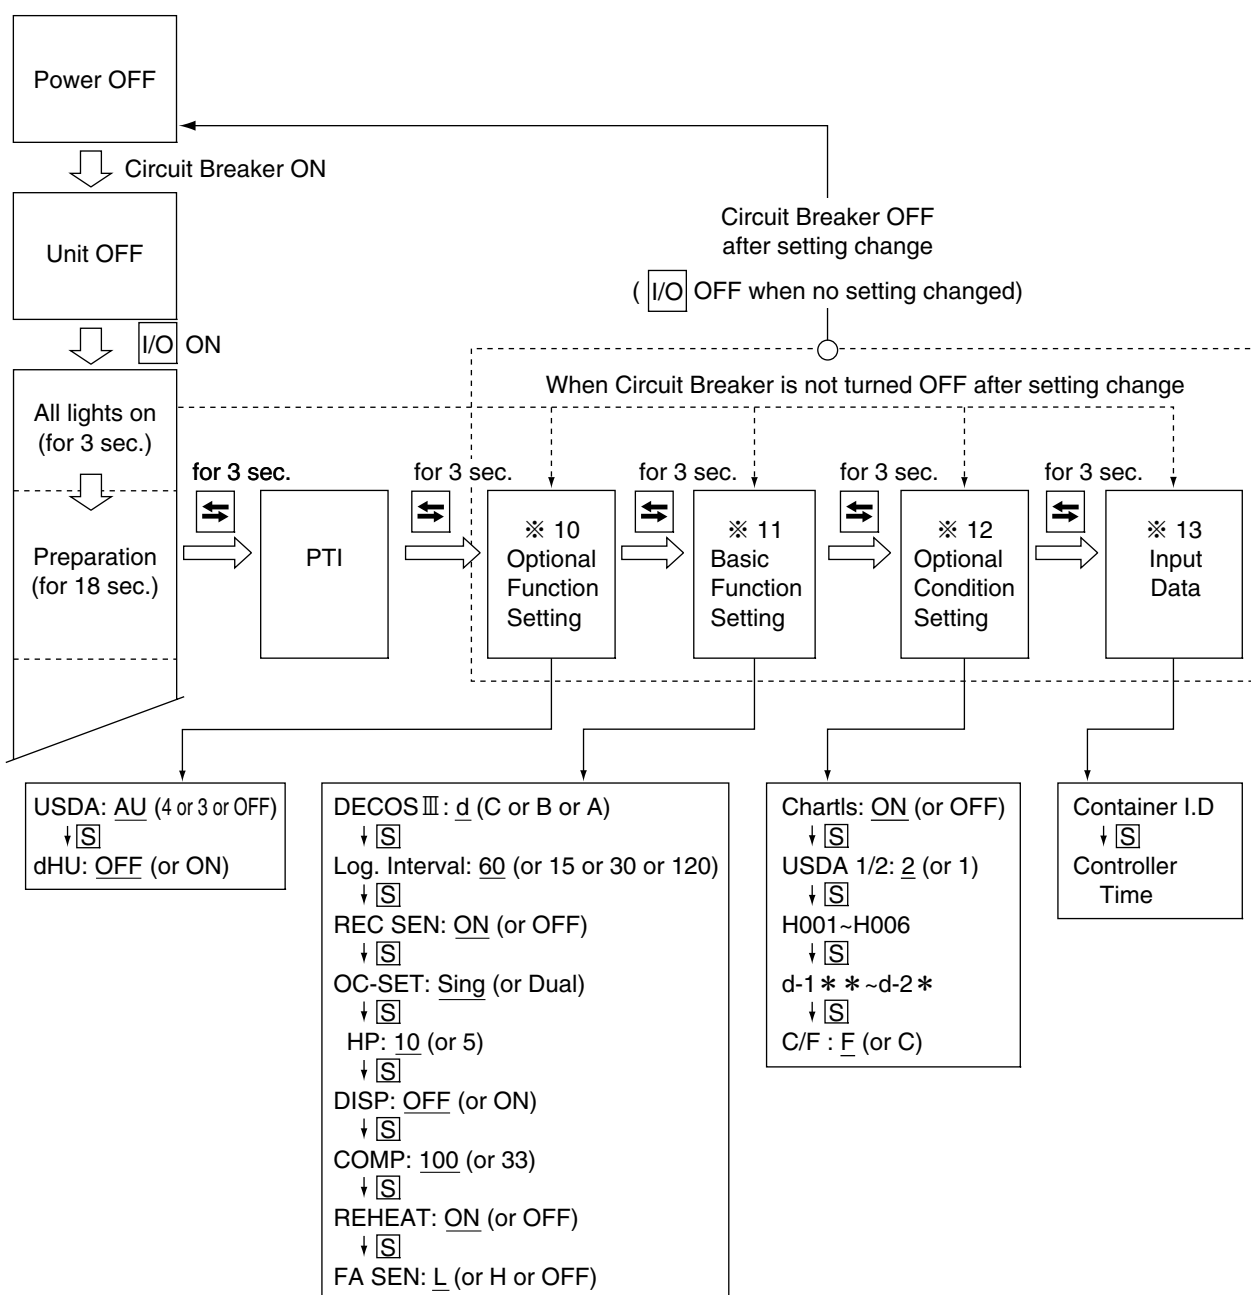 Power OFF
Circuit Breaker ON
Unit OFF
Circuit Breaker OFF
after setting change
( I/O OFF when no setting changed)
I/O ON
When Circuit Breaker is not turned OFF after setting change
All lights on
(for 3 sec.)
for 3 sec.
for 3 sec.
for 3 sec.
for 3 sec.
for 3 sec.
Preparation
(for 18 sec.)
PTI
※ 10
Optional
Function
Setting
※ 11
Basic
Function
Setting
※ 12
Optional
Condition
Setting
※ 13
Input
Data
USDA: AU (4 or 3 or OFF)
S
dHU: OFF (or ON)
DECOSⅢ: d (C or B or A)
S
Log. Interval: 60 (or 15 or 30 or 120)
S
REC SEN: ON (or OFF)
S
OC-SET: Sing (or Dual)
S
HP: 10 (or 5)
S
DISP: OFF (or ON)
S
COMP: 100 (or 33)
S
REHEAT: ON (or OFF)
S
FA SEN: L (or H or OFF)
Chartls: ON (or OFF)
S
USDA 1/2: 2 (or 1)
S
H001~H006
S
d-1＊＊~d-2＊
S
C/F : F (or C)
Container I.D
S
Controller
Time